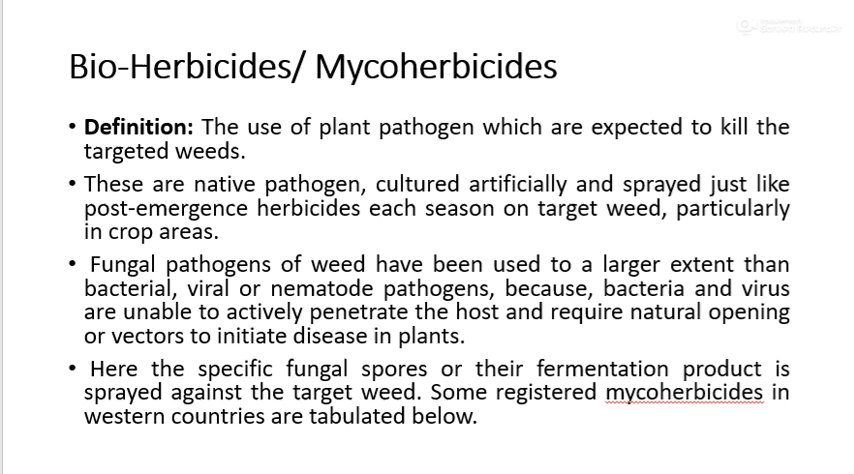 Bio-Herbicides/ Mycoherbicides
• Definition: The use of plant pathogen which are expected to kill the
targeted weeds.
• These are native pathogen, cultured artificially and sprayed just like
post-emergence herbicides each season on target weed, particularly
in crop areas.
• Fungal pathogens of weed have been used to a larger extent than
bacterial, viral or nematode pathogens, because, bacteria and virus
are unable to actively penetrate the host and require natural opening
or vectors to initiate disease in plants.
• Here the specific fungal spores or their fermentation product is
sprayed against the target weed. Some registered mycoherbicides in
western countries are tabulated below.